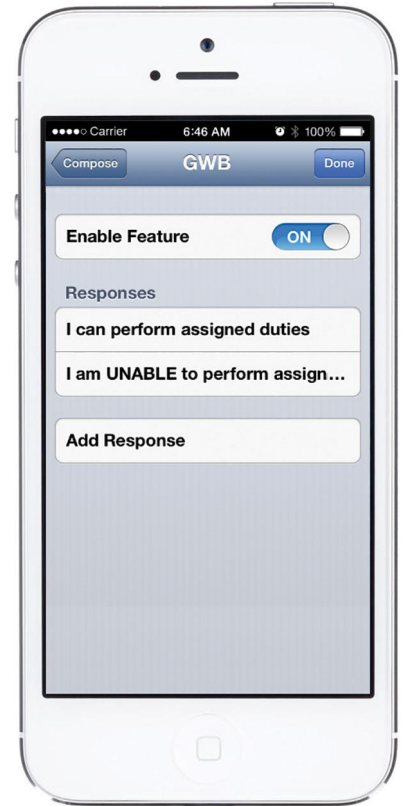 Carrier
6:46 AM
100%
Compose
GWB
Done
Enable Feature
ON
Responses
I can perform assigned duties
I am UNABLE to perform assign...
Add Response